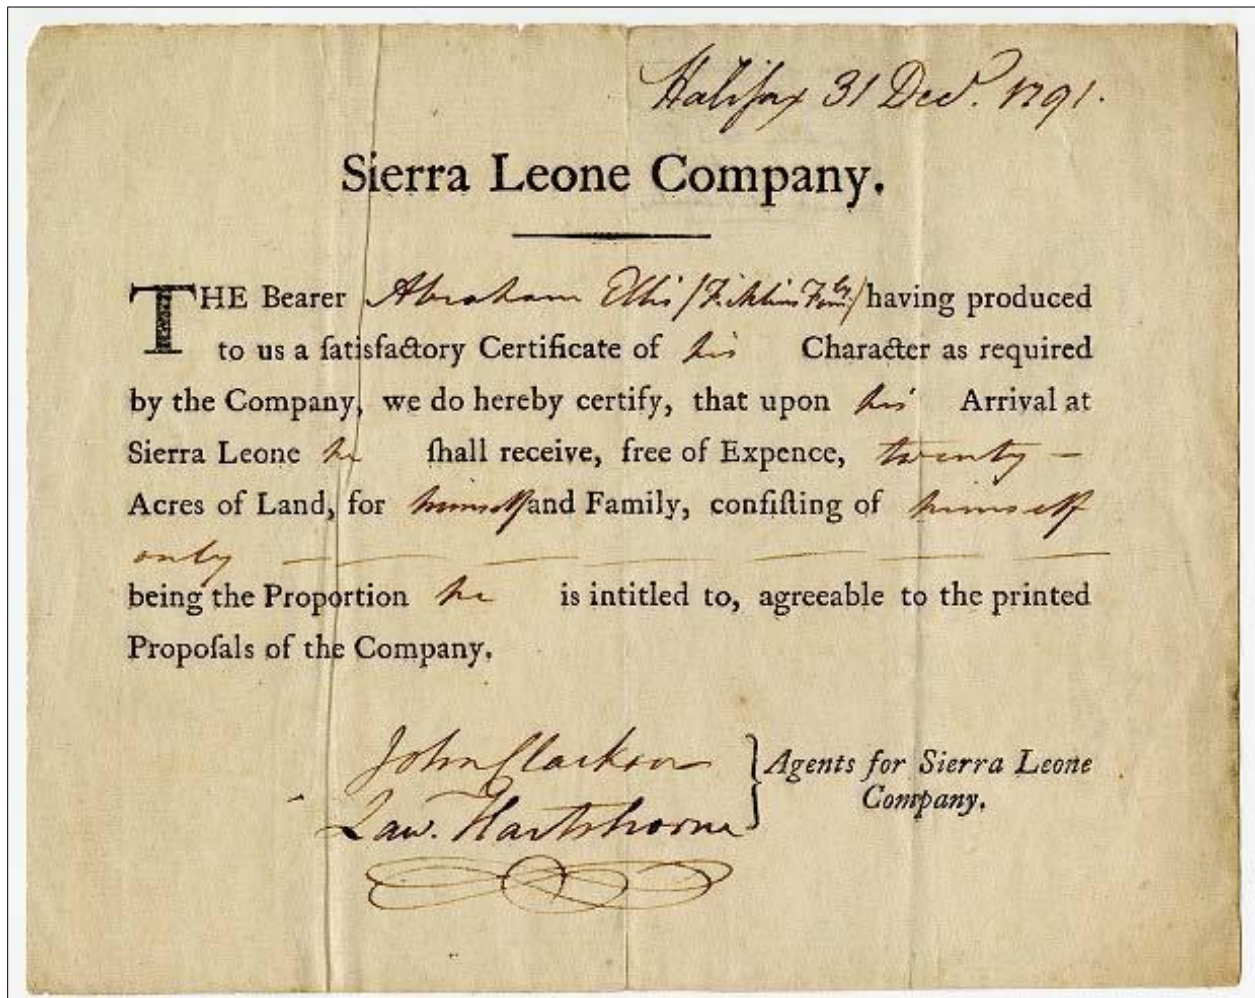 Halifax 31 Decr. 1791.
Sierra Leone Company.
THE Bearer Abraham Ellis having produced
to us a ſatisfactory Certificate of his Character as required
by the Company, we do hereby certify, that upon his Arrival at
Sierra Leone he ſhall receive, free of Expence, twenty —
Acres of Land, for himself and Family, conſiſting of himself
only — — — — — — —
being the Proportion he is intitled to, agreeable to the printed
Propoſals of the Company.
John Clarkson } Agents for Sierra Leone
Law. Hartshorne Company.